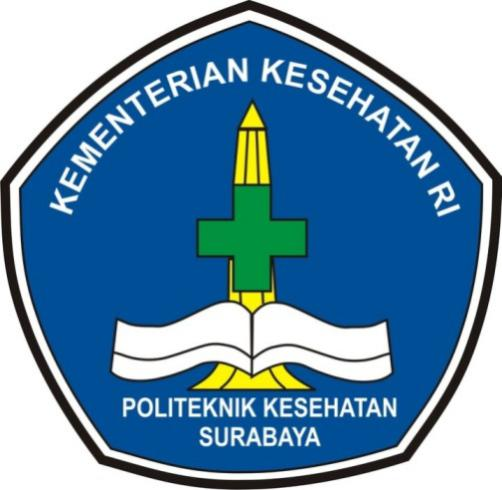 KEMENTERIAN KESEHATAN RI
POLITEKNIK KESEHATAN
SURABAYA